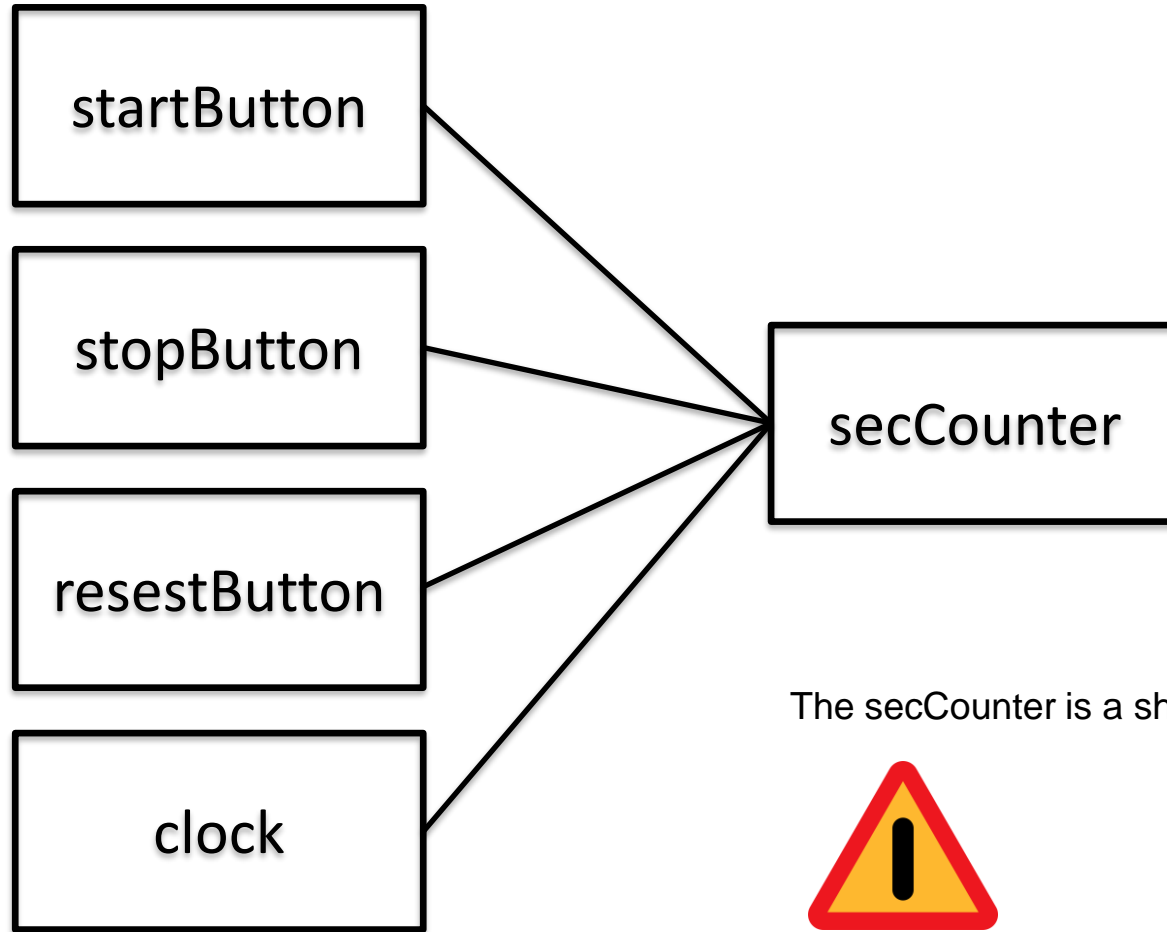 startButton
stopButton
secCounter
resestButton
The secCounter is a sh
clock